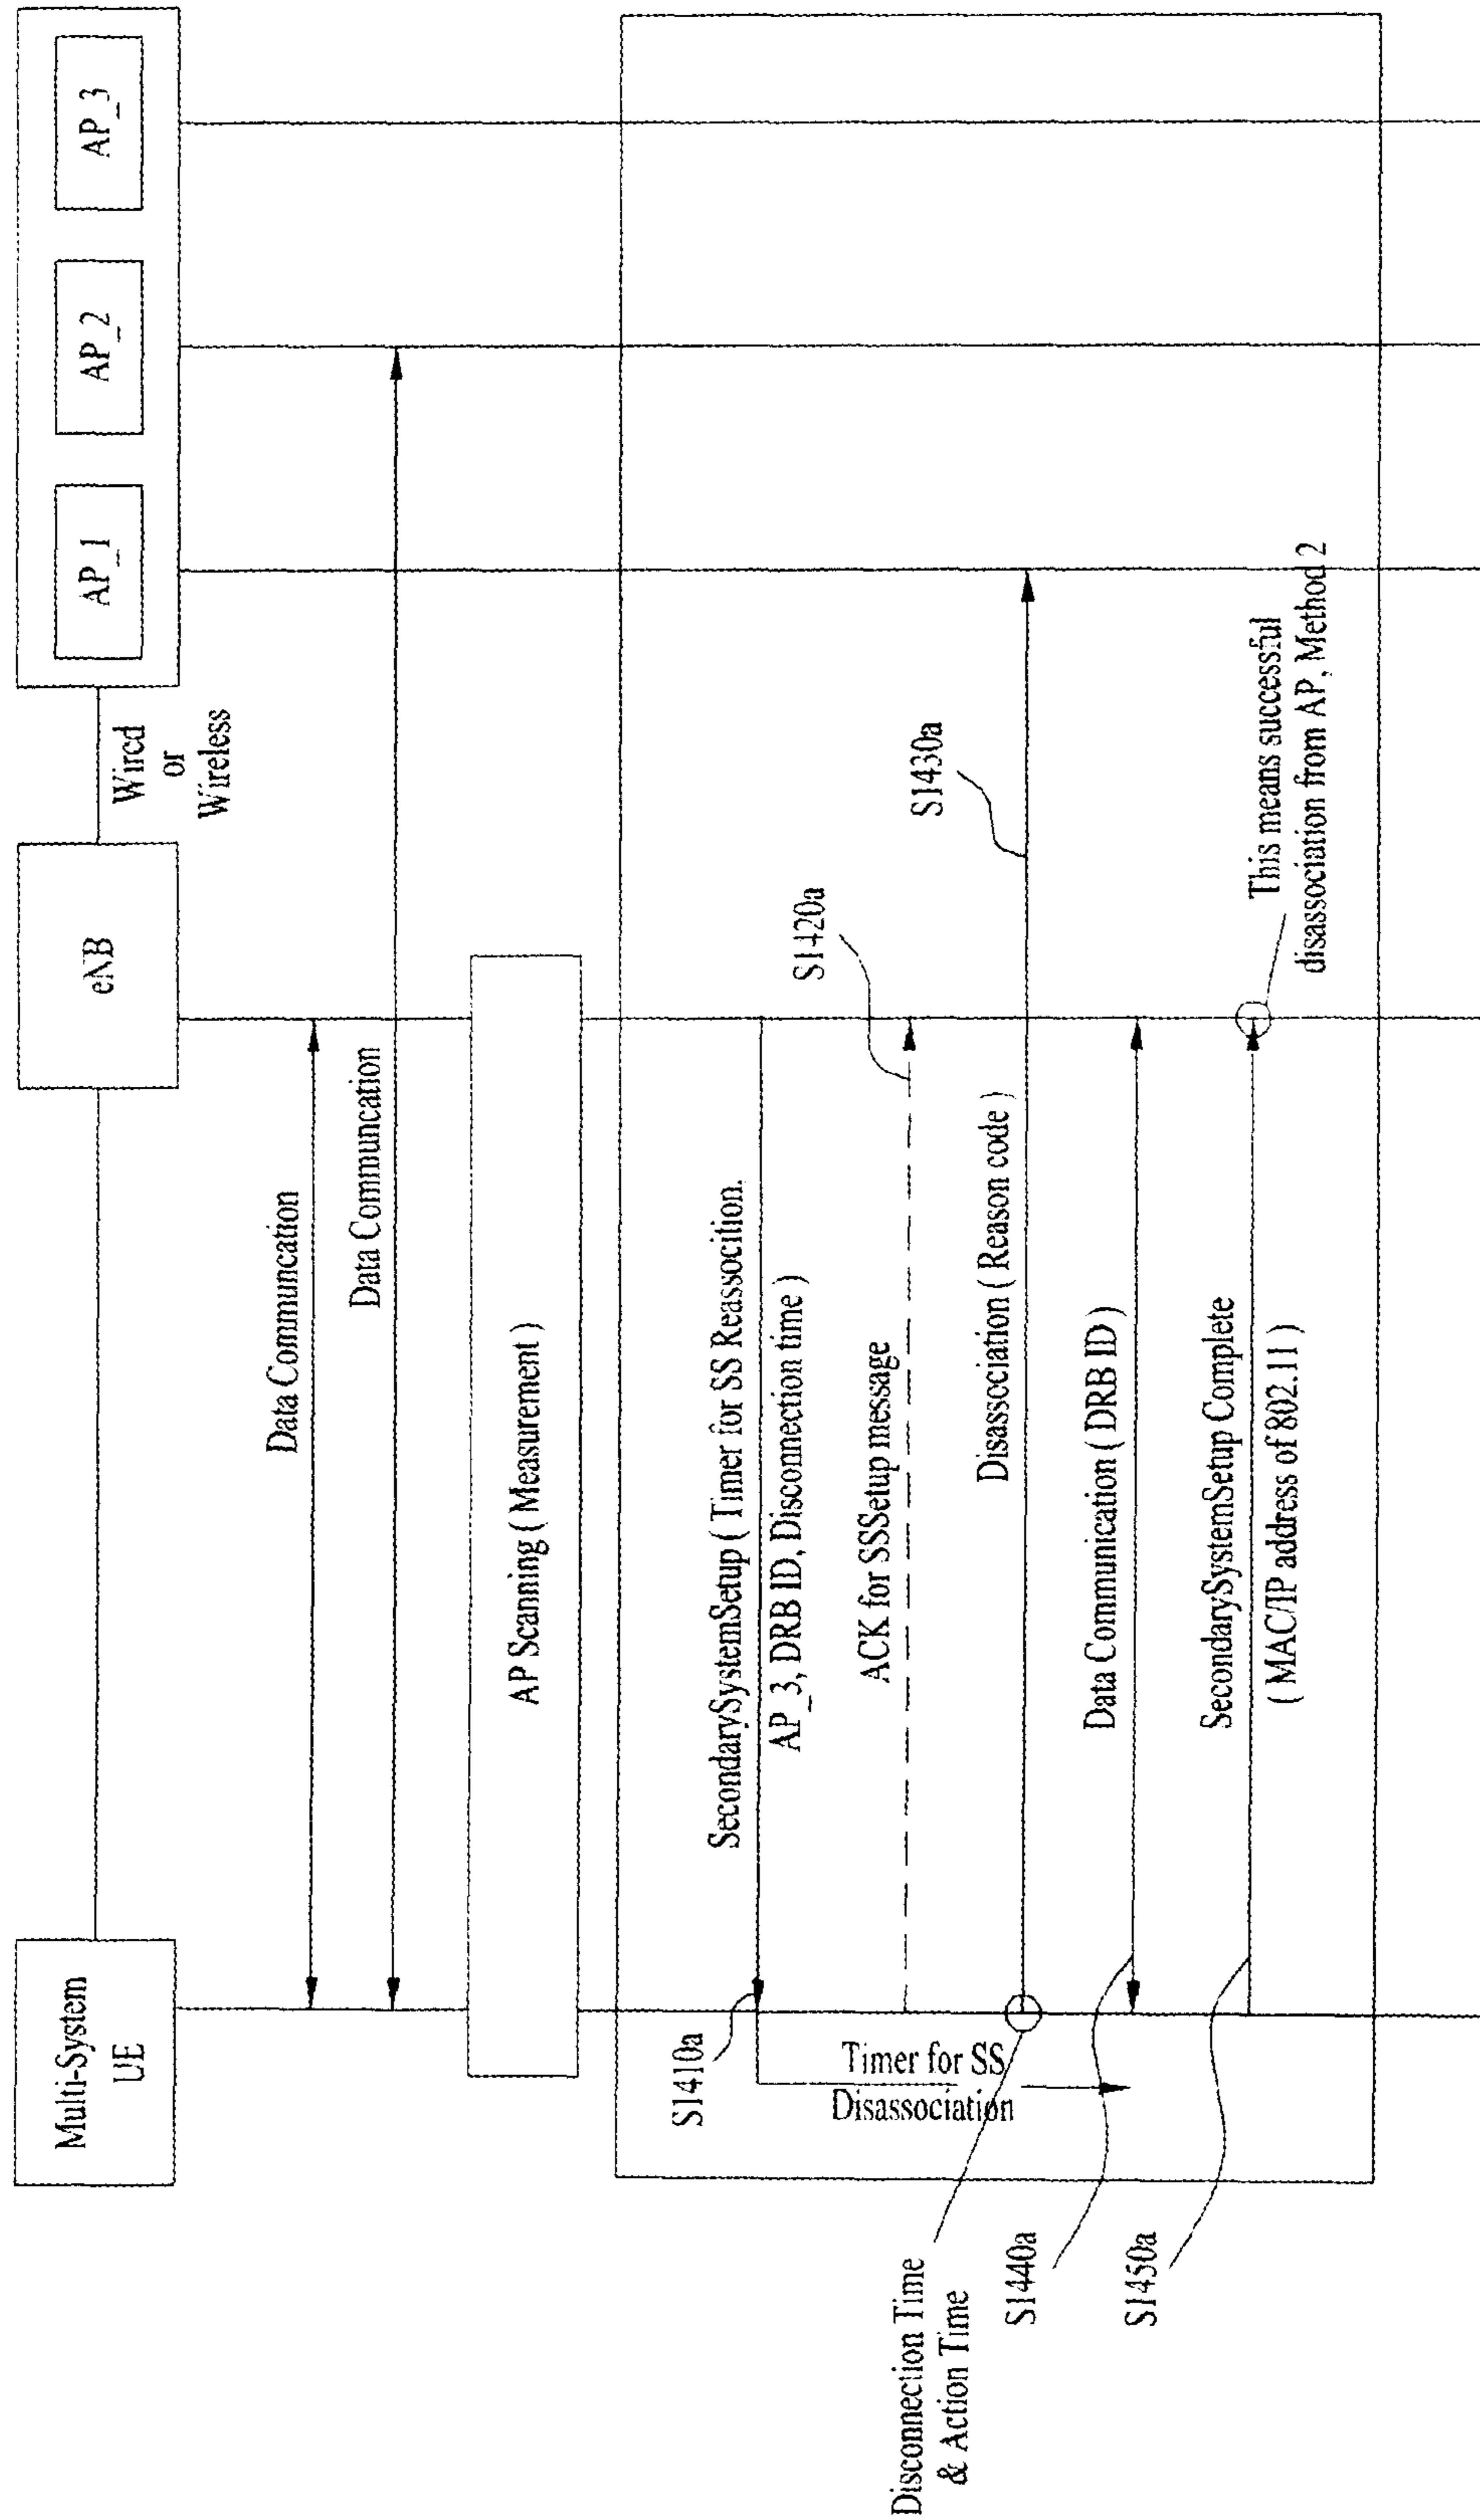 Multi-System
UE
eNB
Wired
or
Wireless
AP_1
AP_2
AP_3
Data Communcation
Data Communcation
AP Scanning ( Measurement )
S1410a
SecondarySystemSetup ( Timer for SS Reassocition,
AP_3, DRB ID, Disconnection time )
S1420a
ACK for SSSetup message
Timer for SS
Disassociation
Disconnection Time
& Action Time
Disassociation ( Reason code )
S1430a
S1440a
Data Communication ( DRB ID )
S1450a
SecondarySystemSetup Complete
( MAC/IP address of 802.11 )
This means successful
disassociation from AP, Method 2